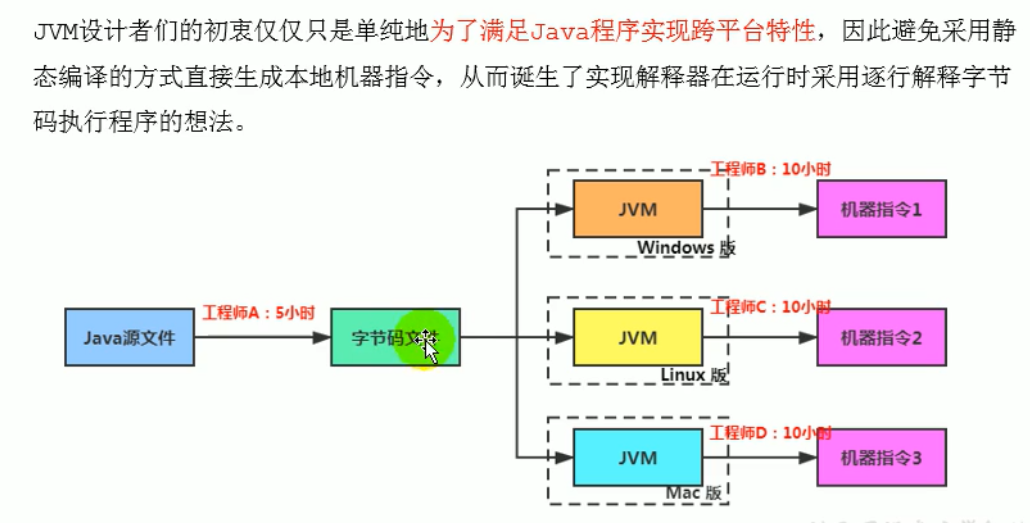 JVM设计者们的初衷仅仅只是单纯地为了满足Java程序实现跨平台特性，因此避免采用静
态编译的方式直接生成本地机器指令，从而诞生了实现解释器在运行时采用逐行解释字节
码执行程序的想法。
工程师B：10小时
JVM
机器指令1
Windows 版
工程师A：5小时
工程师C：10小时
Java源文件
字节码文件
JVM
机器指令2
Linux 版
工程师D：10小时
JVM
机器指令3
Mac 版